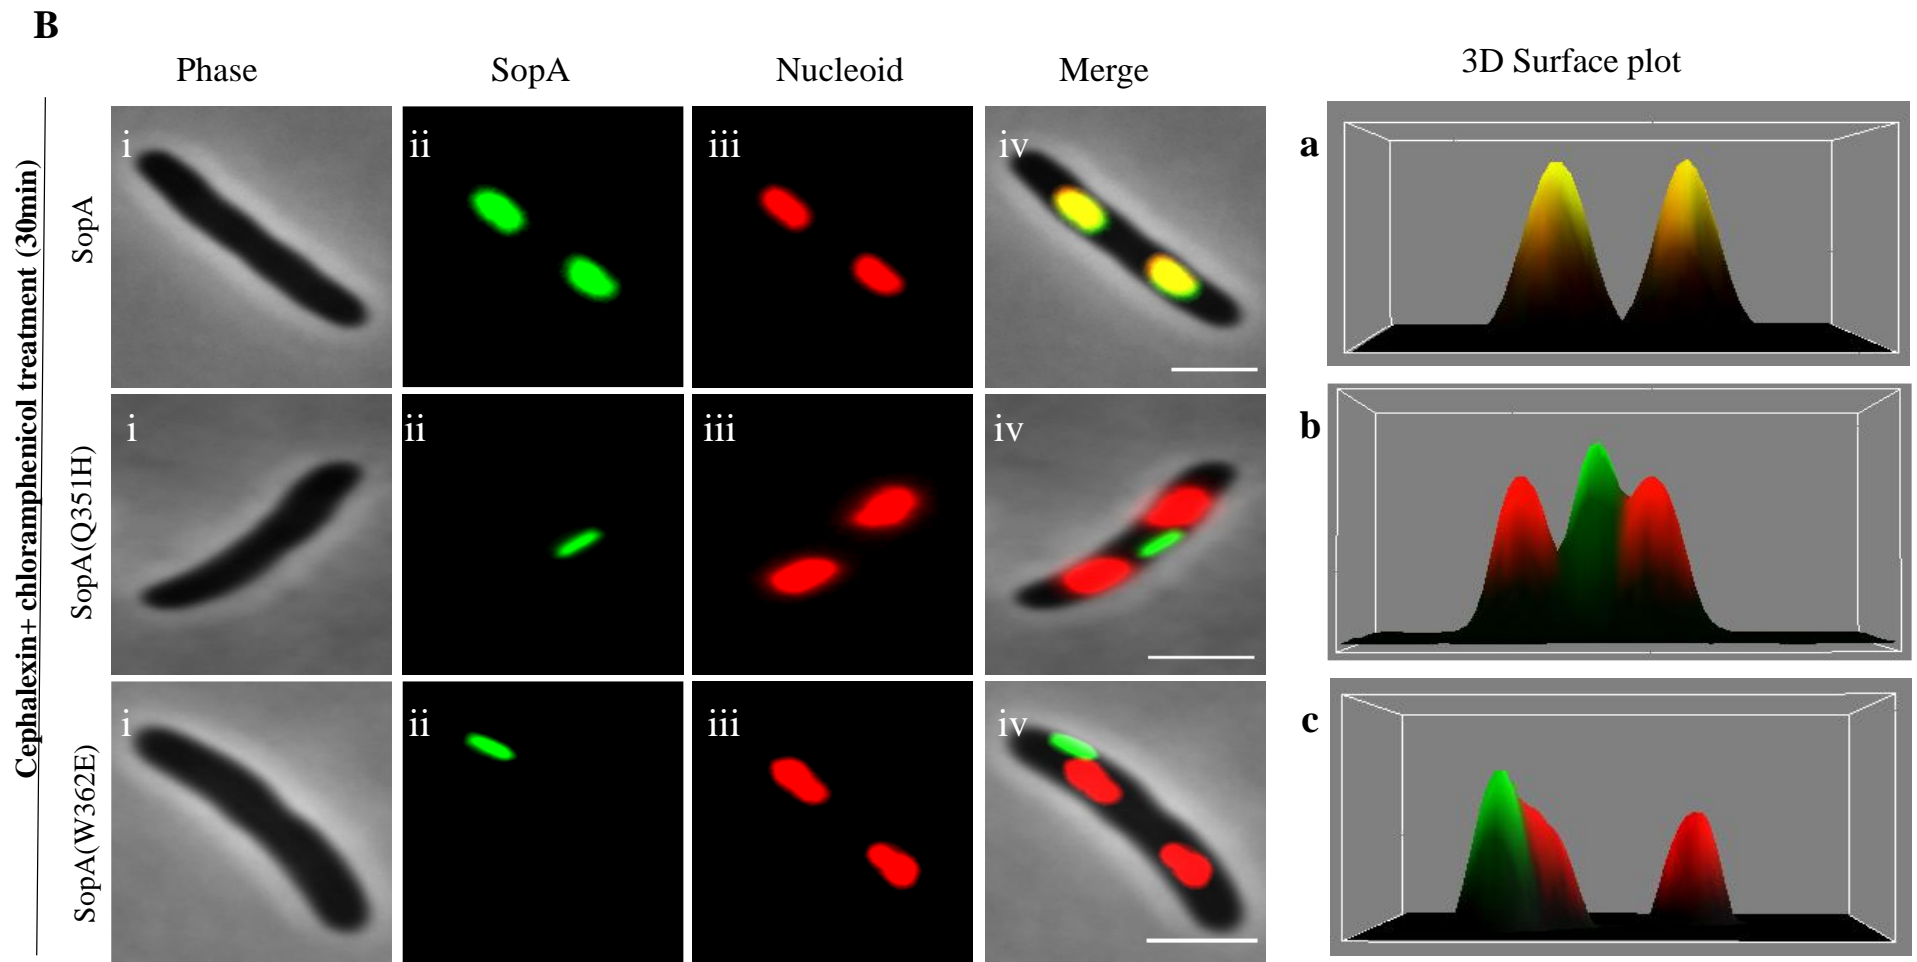 B
Phase
SopA
Nucleoid
Merge
3D Surface plot
Cephalexin+ chloramphenicol treatment (30min)
SopA
i
ii
iii
iv
a
SopA(Q351H)
i
ii
iii
iv
b
SopA(W362E)
i
ii
iii
iv
c